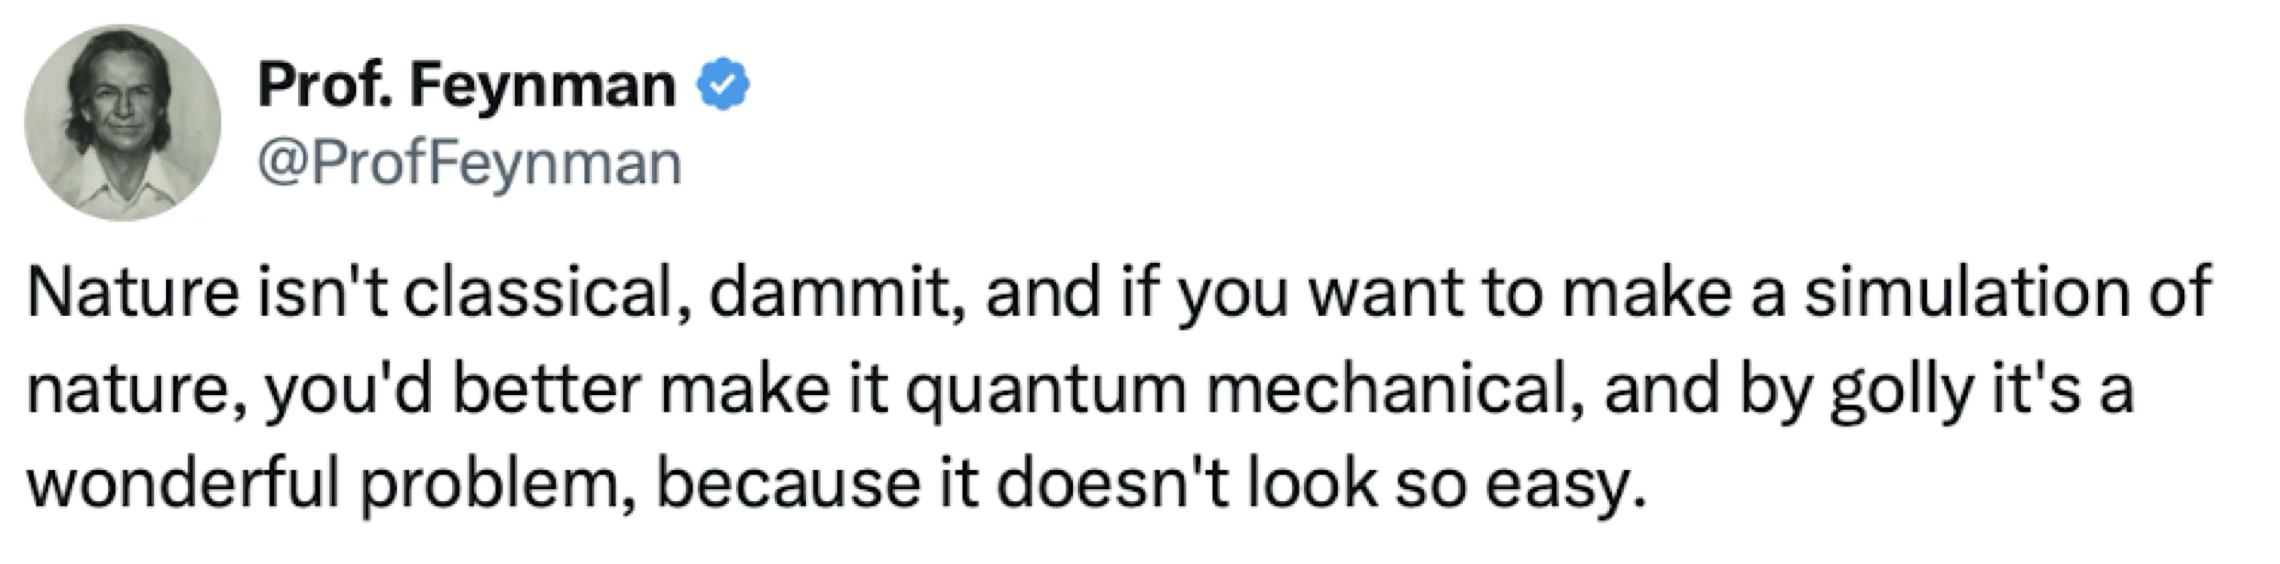 Prof. Feynman
@ProfFeynman
Nature isn't classical, dammit, and if you want to make a simulation of
nature, you'd better make it quantum mechanical, and by golly it's a
wonderful problem, because it doesn't look so easy.